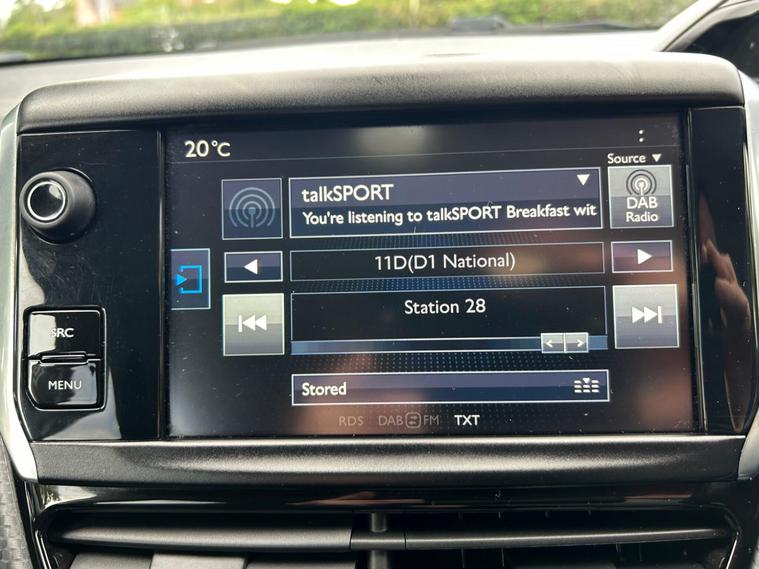 20°C
Source ▼
talkSPORT
You're listening to talkSPORT Breakfast wit
DAB
Radio
11D(D1 National)
Station 28
SRC
MENU
Stored
RDS DAB FM TXT